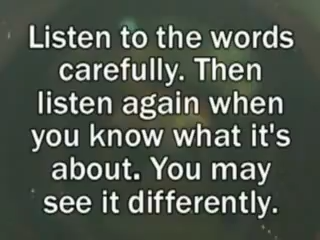 Listen to the words
carefully. Then
listen again when
you know what it's
about. You may
see it differently.